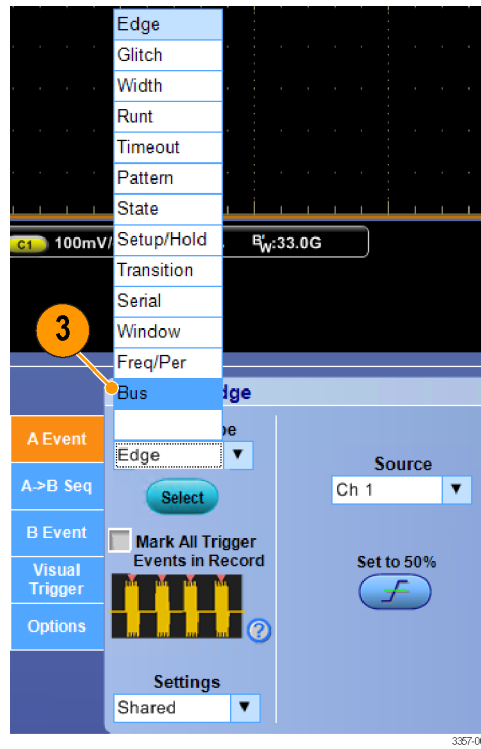 Edge
Glitch
Width
Runt
Timeout
Pattern
State
Setup/Hold
Transition
Serial
Window
Freq/Per
Bus
C1 100mV/
BW:33.0G
3
dge
pe
Edge
Select
A Event
A->B Seq
B Event
Visual
Trigger
Options
Mark All Trigger
Events in Record
?
Settings
Shared
Source
Ch 1
Set to 50%
3357-0